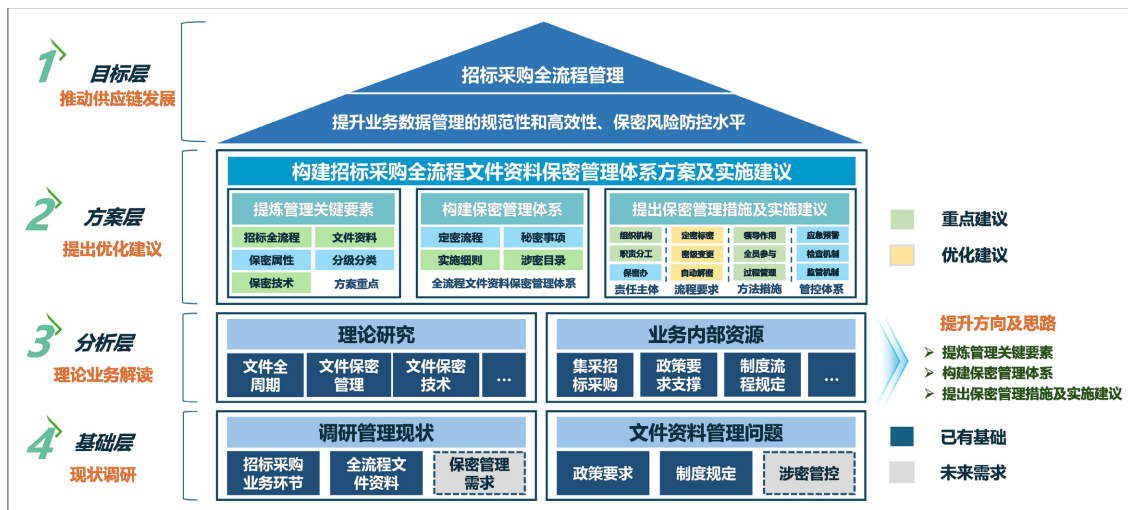 1
目标层
推动供应链发展
招标采购全流程管理
提升业务数据管理的规范性和高效性、保密风险防控水平
2
方案层
提出优化建议
构建招标采购全流程文件资料保密管理体系方案及实施建议
提炼管理关键要素
招标全流程
文件资料
保密属性
分级分类
保密技术
方案重点
构建保密管理体系
定密流程
秘密事项
实施细则
涉密目录
全流程文件资料保密管理体系
提出保密管理措施及实施建议
组织机构
定密标密
领导作用
应急预警
职责分工
密级变更
全员参与
检查机制
保密办
自动解密
过程管理
监管机制
责任主体
流程要求
方法措施
管控体系
重点建议
优化建议
3
分析层
理论业务解读
理论研究
文件全
周期
文件保密
管理
文件保密
技术
...
业务内部资源
集采招
标采购
政策要
求支撑
制度流
程规定
...
提升方向及思路
➢ 提炼管理关键要素
➢ 构建保密管理体系
➢ 提出保密管理措施及实施建议
4
基础层
现状调研
调研管理现状
招标采购
业务环节
全流程文
件资料
保密管理
需求
文件资料管理问题
政策要求
制度规定
涉密管控
已有基础
未来需求